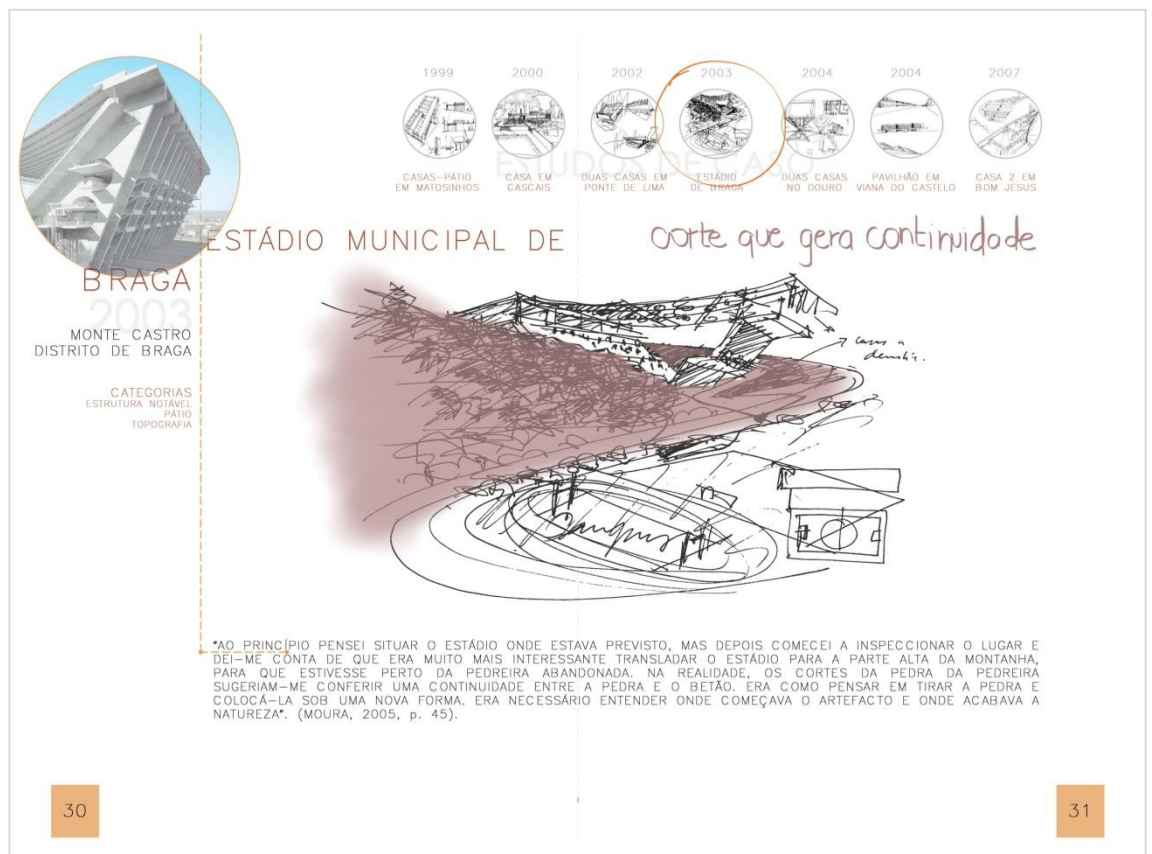 1999
2000
2002
2003
2004
2004
2007
ESTUDOS DE CASO
CASAS-PÁTIO
EM MATOSINHOS
CASA EM
CASCAIS
DUAS CASAS EM
PONTE DE LIMA
ESTÁDIO
DE BRAGA
DUAS CASAS
NO DOURO
PAVILHÃO EM
VIANA DO CASTELO
CASA 2 EM
BOM JESUS
ESTÁDIO MUNICIPAL DE
BRAGA
2003
MONTE CASTRO
DISTRITO DE BRAGA
CATEGORIAS
ESTRUTURA NOTÁVEL
PÁTIO
TOPOGRAFIA
corte que gera continuidade
casas a
demolir.
Campus
"AO PRINCÍPIO PENSEI SITUAR O ESTÁDIO ONDE ESTAVA PREVISTO, MAS DEPOIS COMECEI A INSPECCIONAR O LUGAR E
DEI-ME CONTA DE QUE ERA MUITO MAIS INTERESSANTE TRANSLADAR O ESTÁDIO PARA A PARTE ALTA DA MONTANHA,
PARA QUE ESTIVESSE PERTO DA PEDREIRA ABANDONADA. NA REALIDADE, OS CORTES DA PEDRA DA PEDREIRA
SUGERIAM-ME CONFERIR UMA CONTINUIDADE ENTRE A PEDRA E O BETÃO. ERA COMO PENSAR EM TIRAR A PEDRA E
COLOCÁ-LA SOB UMA NOVA FORMA. ERA NECESSÁRIO ENTENDER ONDE COMEÇAVA O ARTEFACTO E ONDE ACABAVA A
NATUREZA". (MOURA, 2005, p. 45).
30
31